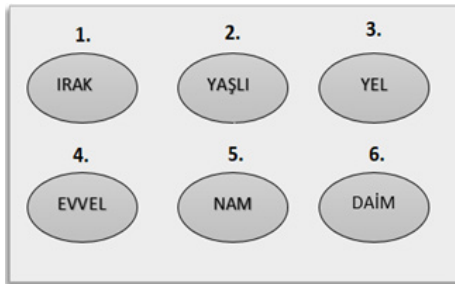 1. 2. 3.
IRAK YAŞLI YEL
4. 5. 6.
EVVEL NAM DAİM